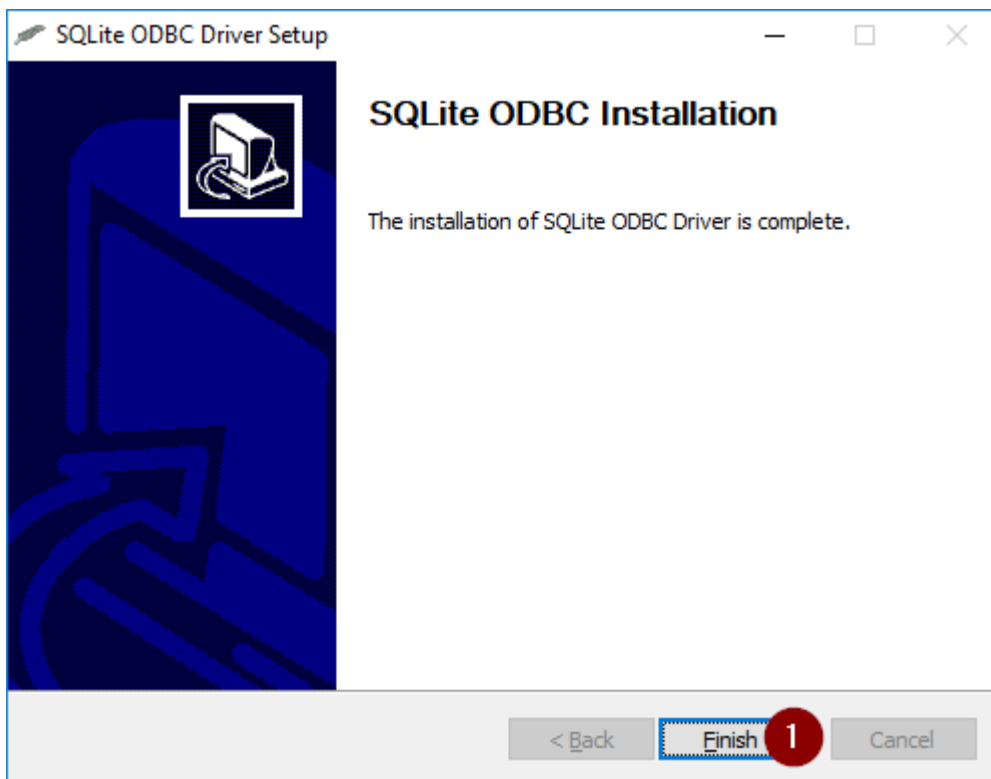 SQLite ODBC Driver Setup
SQLite ODBC Installation
The installation of SQLite ODBC Driver is complete.
< Back Finish 1 Cancel